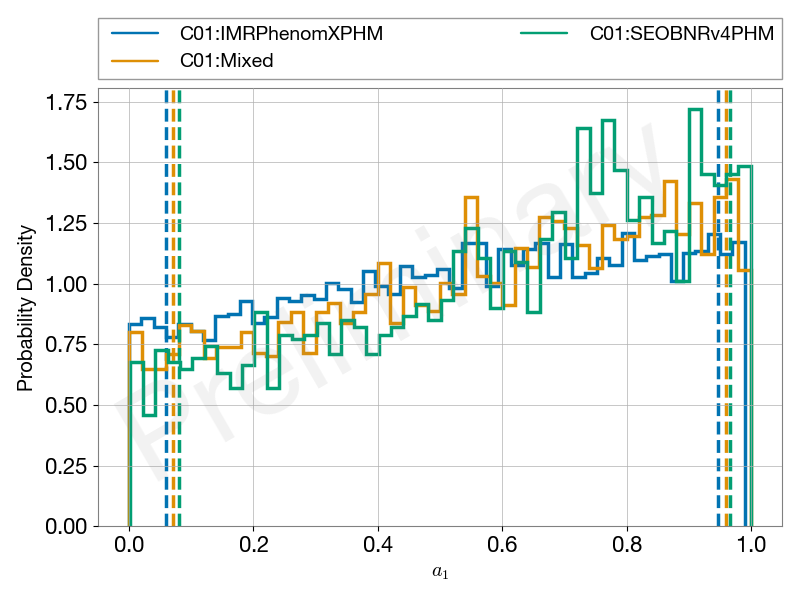 C01:IMRPhenomXPHM
C01:Mixed
C01:SEOBNRv4PHM
Preliminary
Probability Density
1.75
1.50
1.25
1.00
0.75
0.50
0.25
0.00
0.0 0.2 0.4 0.6 0.8 1.0
a₁